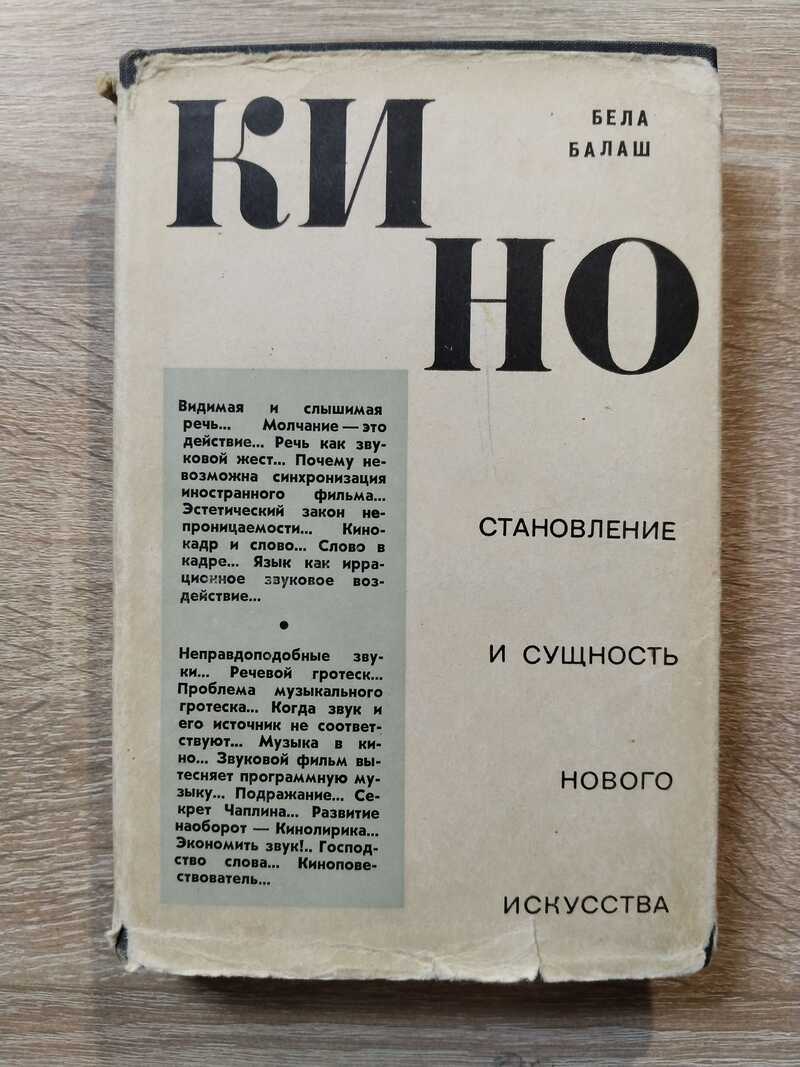 КИ
НО
БЕЛА
БАЛАШ
Видимая и слышимая
речь... Молчание — это
действие... Речь как зву-
ковой жест... Почему не-
возможна синхронизация
иностранного фильма...
Эстетический закон не-
проницаемости... Кино-
кадр и слово... Слово в
кадре... Язык как ирра-
ционное звуковое воз-
действие...
•
Неправдоподобные зву-
ки... Речевой гротеск...
Проблема музыкального
гротеска... Когда звук и
его источник не соответ-
ствуют... Музыка в ки-
но... Звуковой фильм вы-
тесняет программную му-
зыку... Подражание... Се-
крет Чаплина... Развитие
наоборот — Кинолирика...
Экономить звук!.. Господ-
ство слова... Кинопове-
ствователь...
СТАНОВЛЕНИЕ
И СУЩНОСТЬ
НОВОГО
ИСКУССТВА